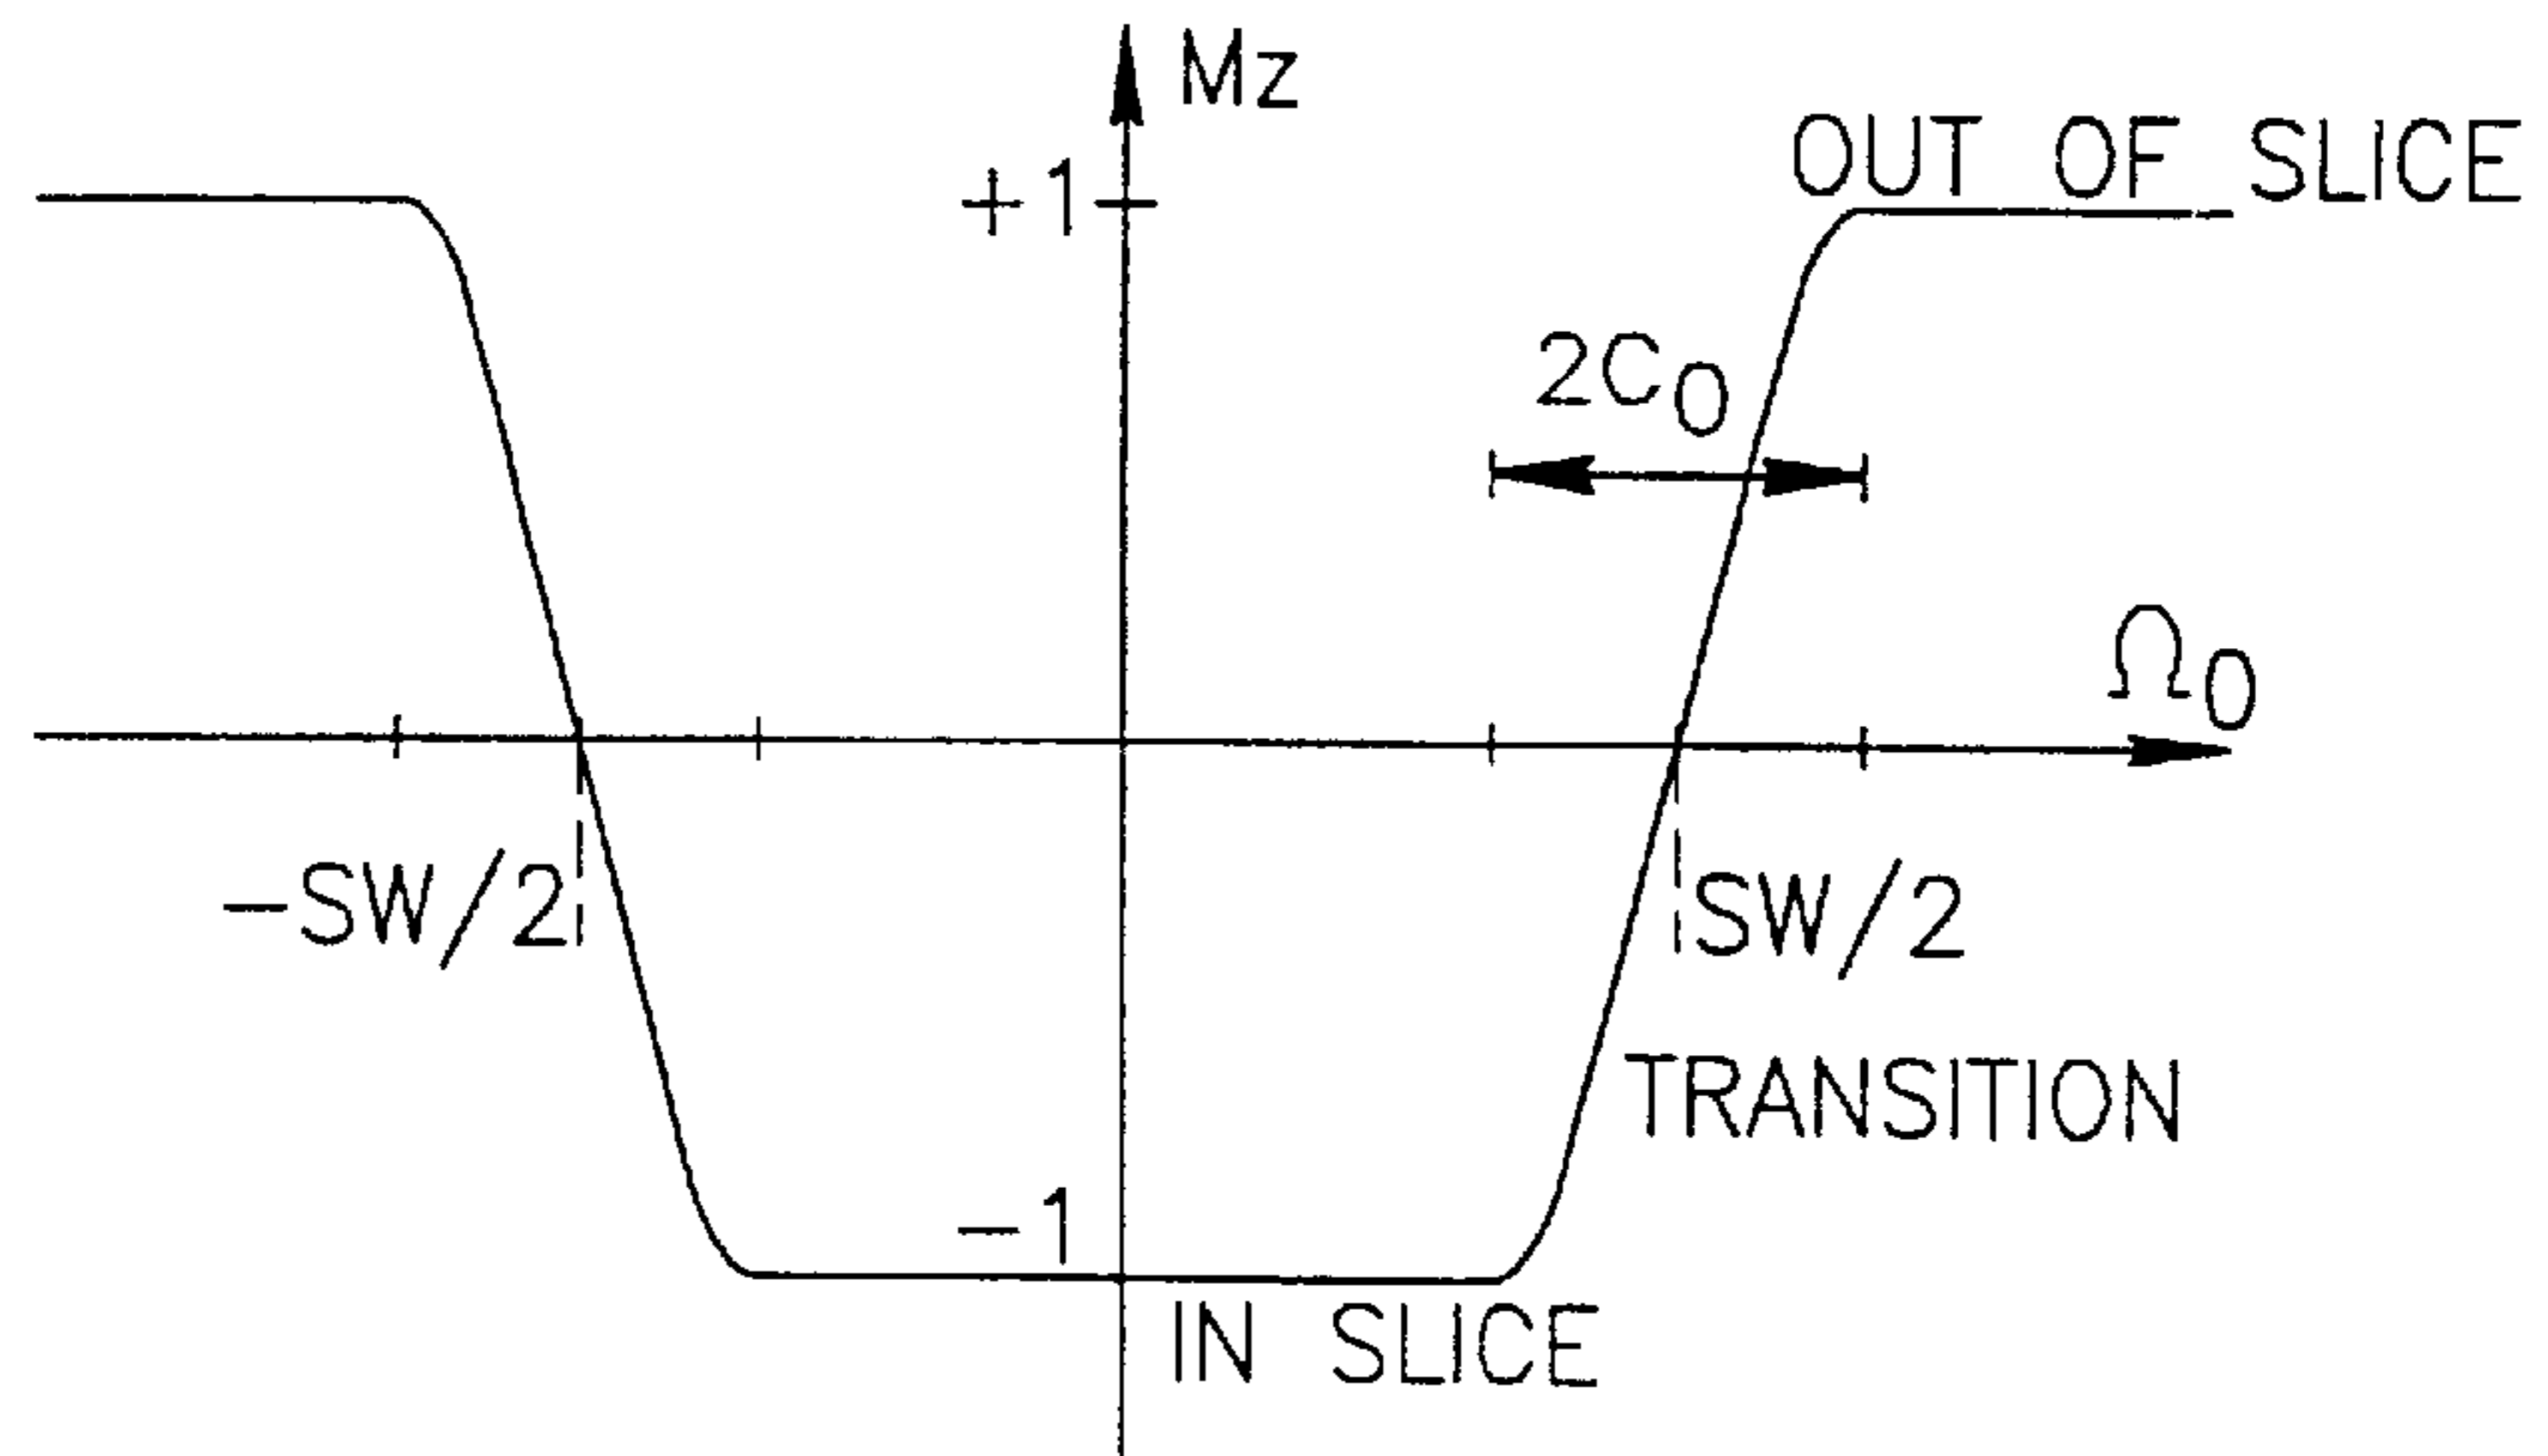 Mz
+1
OUT OF SLICE
2C0
Ω0
-SW/2
SW/2
TRANSITION
-1
IN SLICE